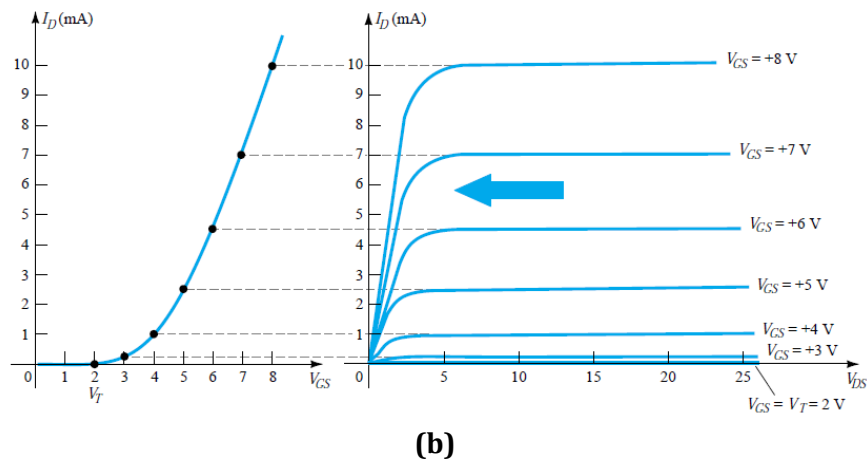 I_D (mA)
10
9
8
7
6
5
4
3
2
1
0 1 2 3 4 5 6 7 8 V_GS
V_T
I_D (mA)
10
9
8
7
6
5
4
3
2
1
0 5 10 15 20 25 V_DS
V_GS = +8 V
V_GS = +7 V
V_GS = +6 V
V_GS = +5 V
V_GS = +4 V
V_GS = +3 V
V_GS = V_T = 2 V
(b)